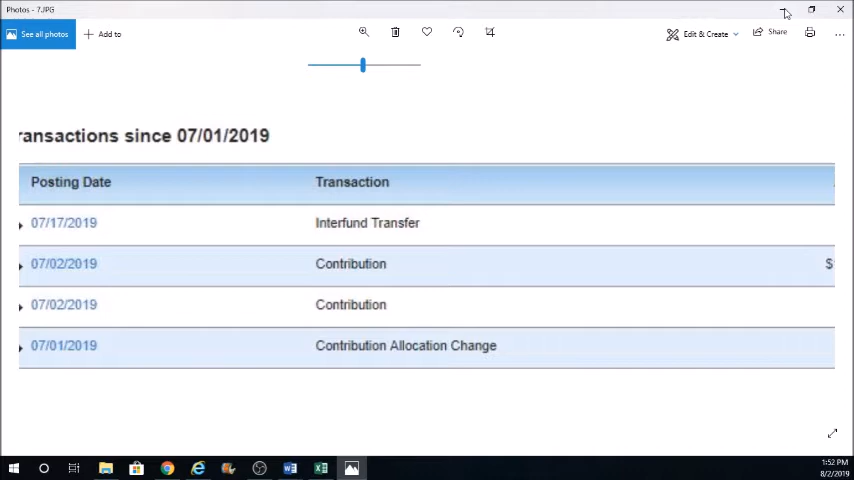 Photos - 7.JPG
See all photos
Add to
Edit & Create
Share
ransactions since 07/01/2019
Posting Date Transaction
07/17/2019 Interfund Transfer
07/02/2019 Contribution $
07/02/2019 Contribution
07/01/2019 Contribution Allocation Change
1:52 PM
8/2/2019